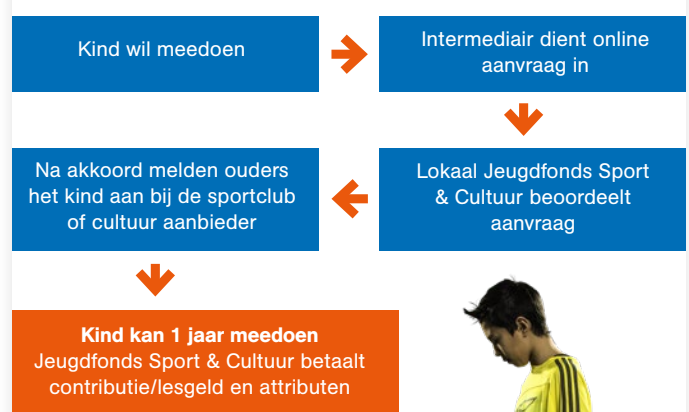 Kind wil meedoen
Intermediair dient online
aanvraag in
Lokaal Jeugdfonds Sport
& Cultuur beoordeelt
aanvraag
Na akkoord melden ouders
het kind aan bij de sportclub
of cultuur aanbieder
Kind kan 1 jaar meedoen
Jeugdfonds Sport & Cultuur betaalt
contributie/lesgeld en attributen